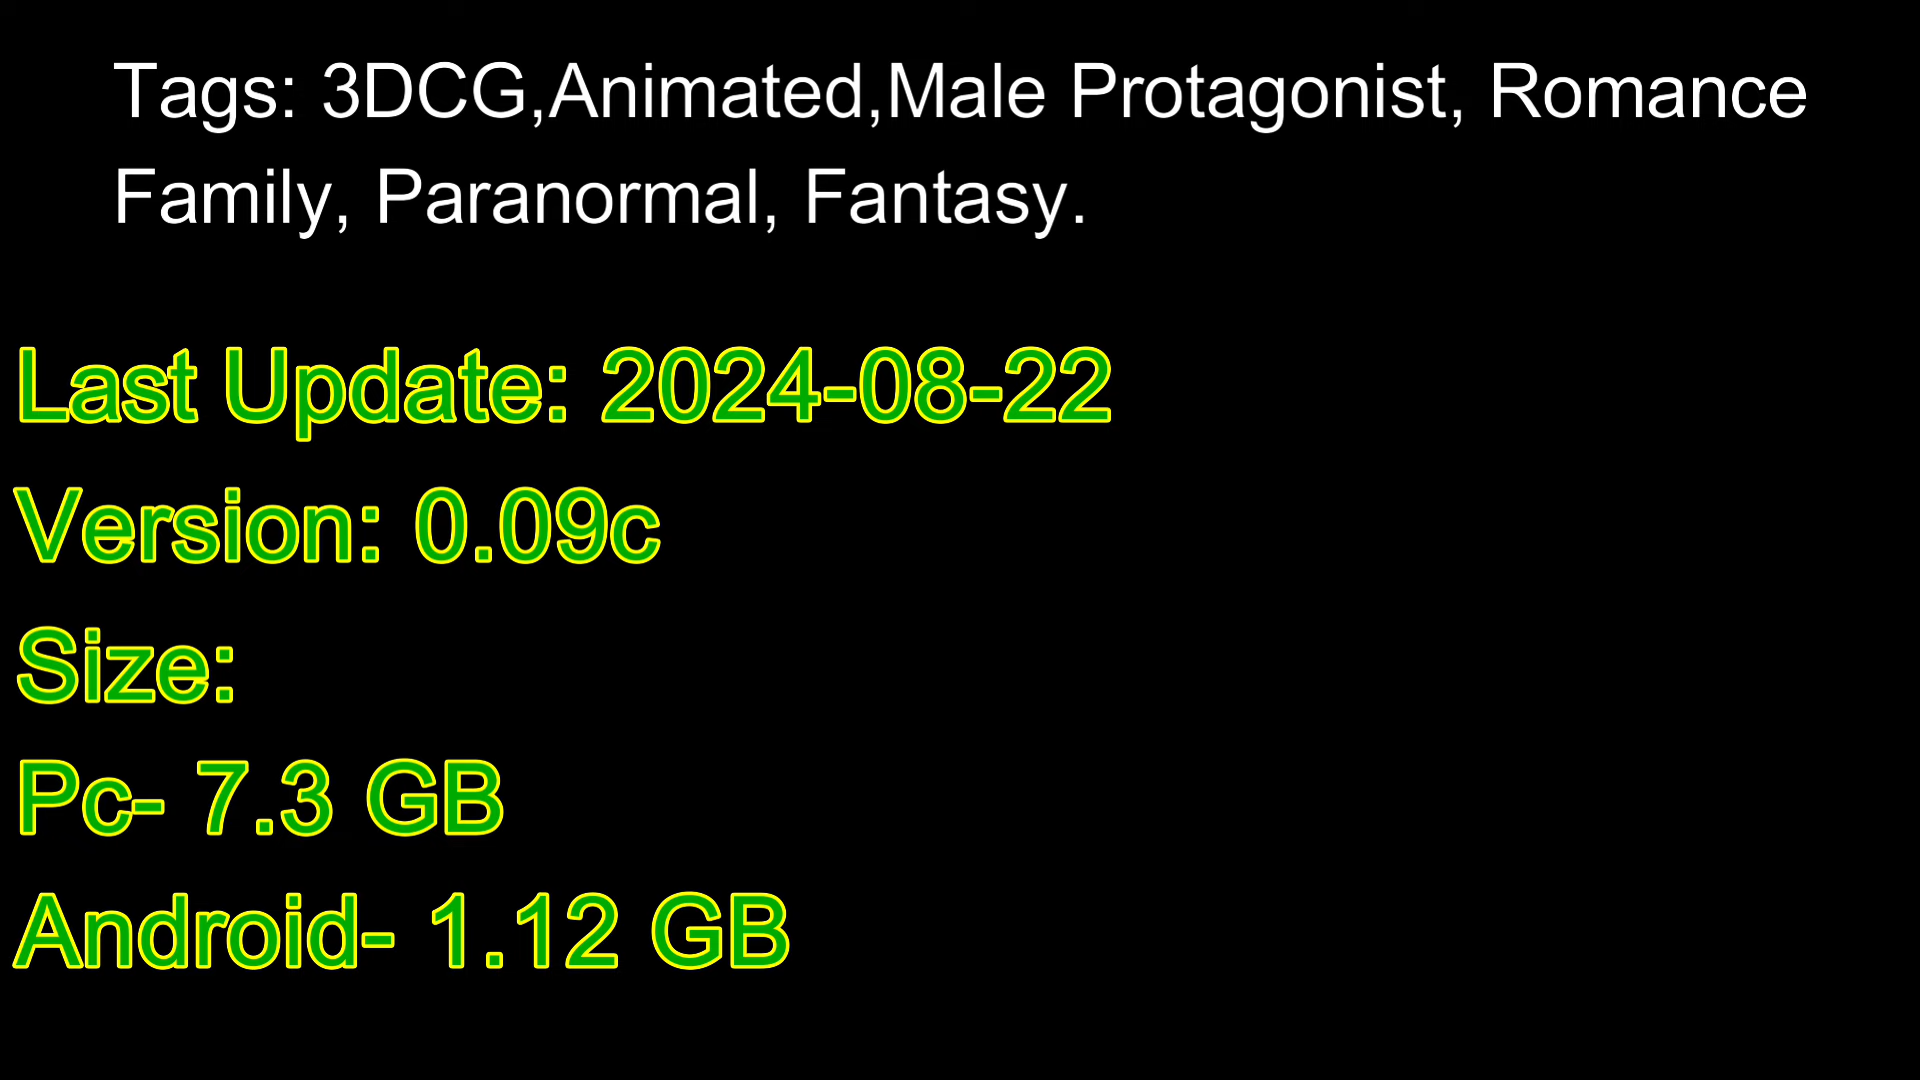 Tags: 3DCG,Animated,Male Protagonist, Romance
Family, Paranormal, Fantasy.
Last Update: 2024-08-22
Version: 0.09c
Size:
Pc- 7.3 GB
Android- 1.12 GB